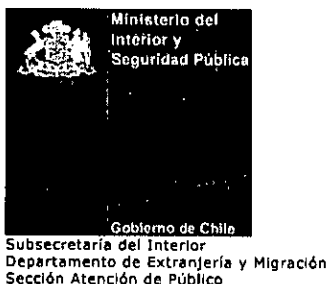 Ministerio del
Interior y
Seguridad Pública
Gobierno de Chile
Subsecretaría del Interior
Departamento de Extranjería y Migración
Sección Atención de Público